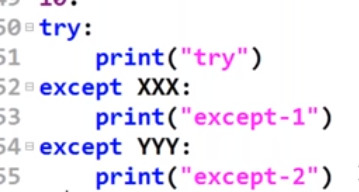 50 try:
51     print("try")
52 except XXX:
53     print("except-1")
54 except YYY:
55     print("except-2")